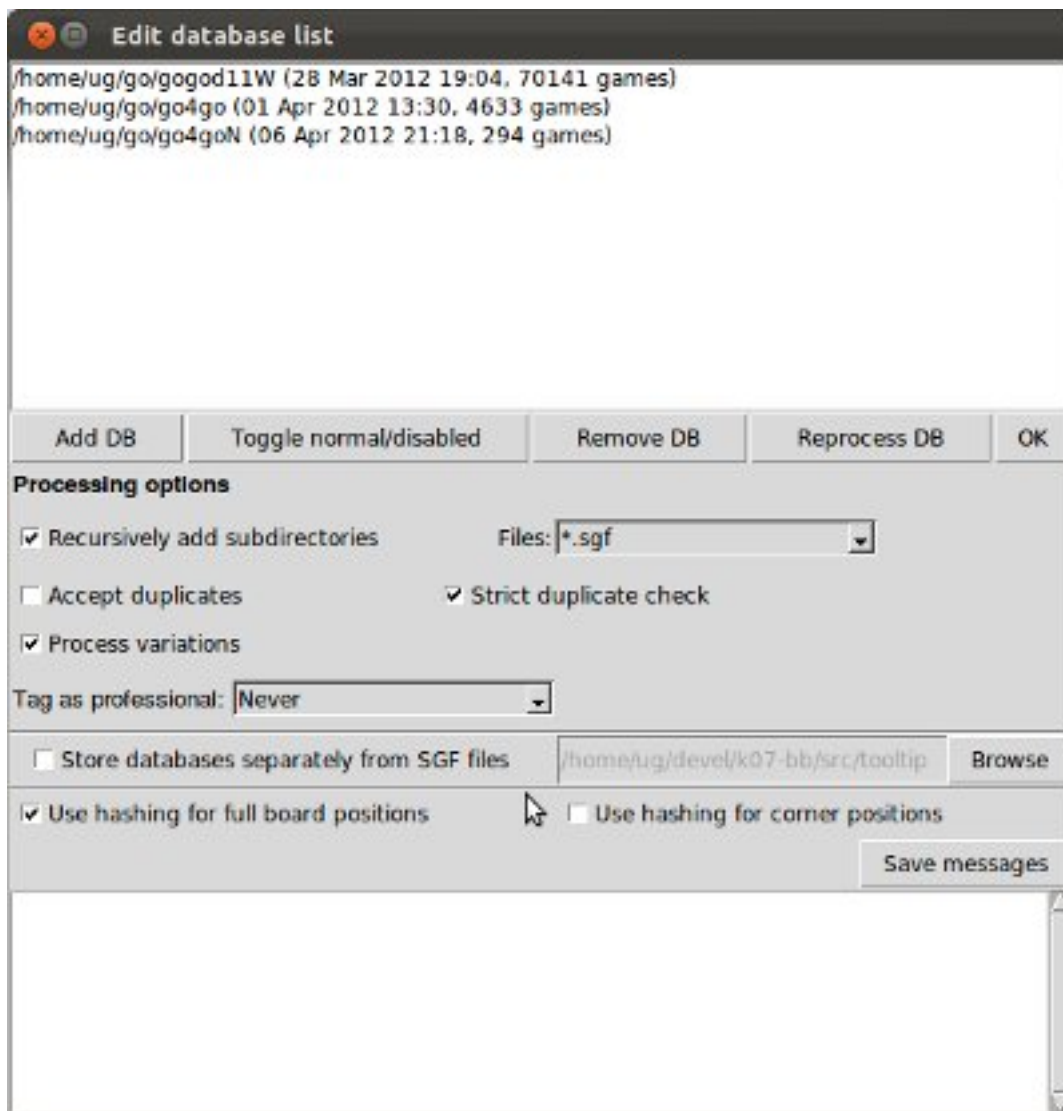 Edit database list
/home/ug/go/gogod11W (28 Mar 2012 19:04, 70141 games)
/home/ug/go/go4go (01 Apr 2012 13:30, 4633 games)
/home/ug/go/go4goN (06 Apr 2012 21:18, 294 games)
Add DB Toggle normal/disabled Remove DB Reprocess DB OK
Processing options
Recursively add subdirectories Files: *.sgf
Accept duplicates Strict duplicate check
Process variations
Tag as professional: Never
Store databases separately from SGF files /home/ug/devel/k07-bb/src/tooltip Browse
Use hashing for full board positions Use hashing for corner positions
Save messages